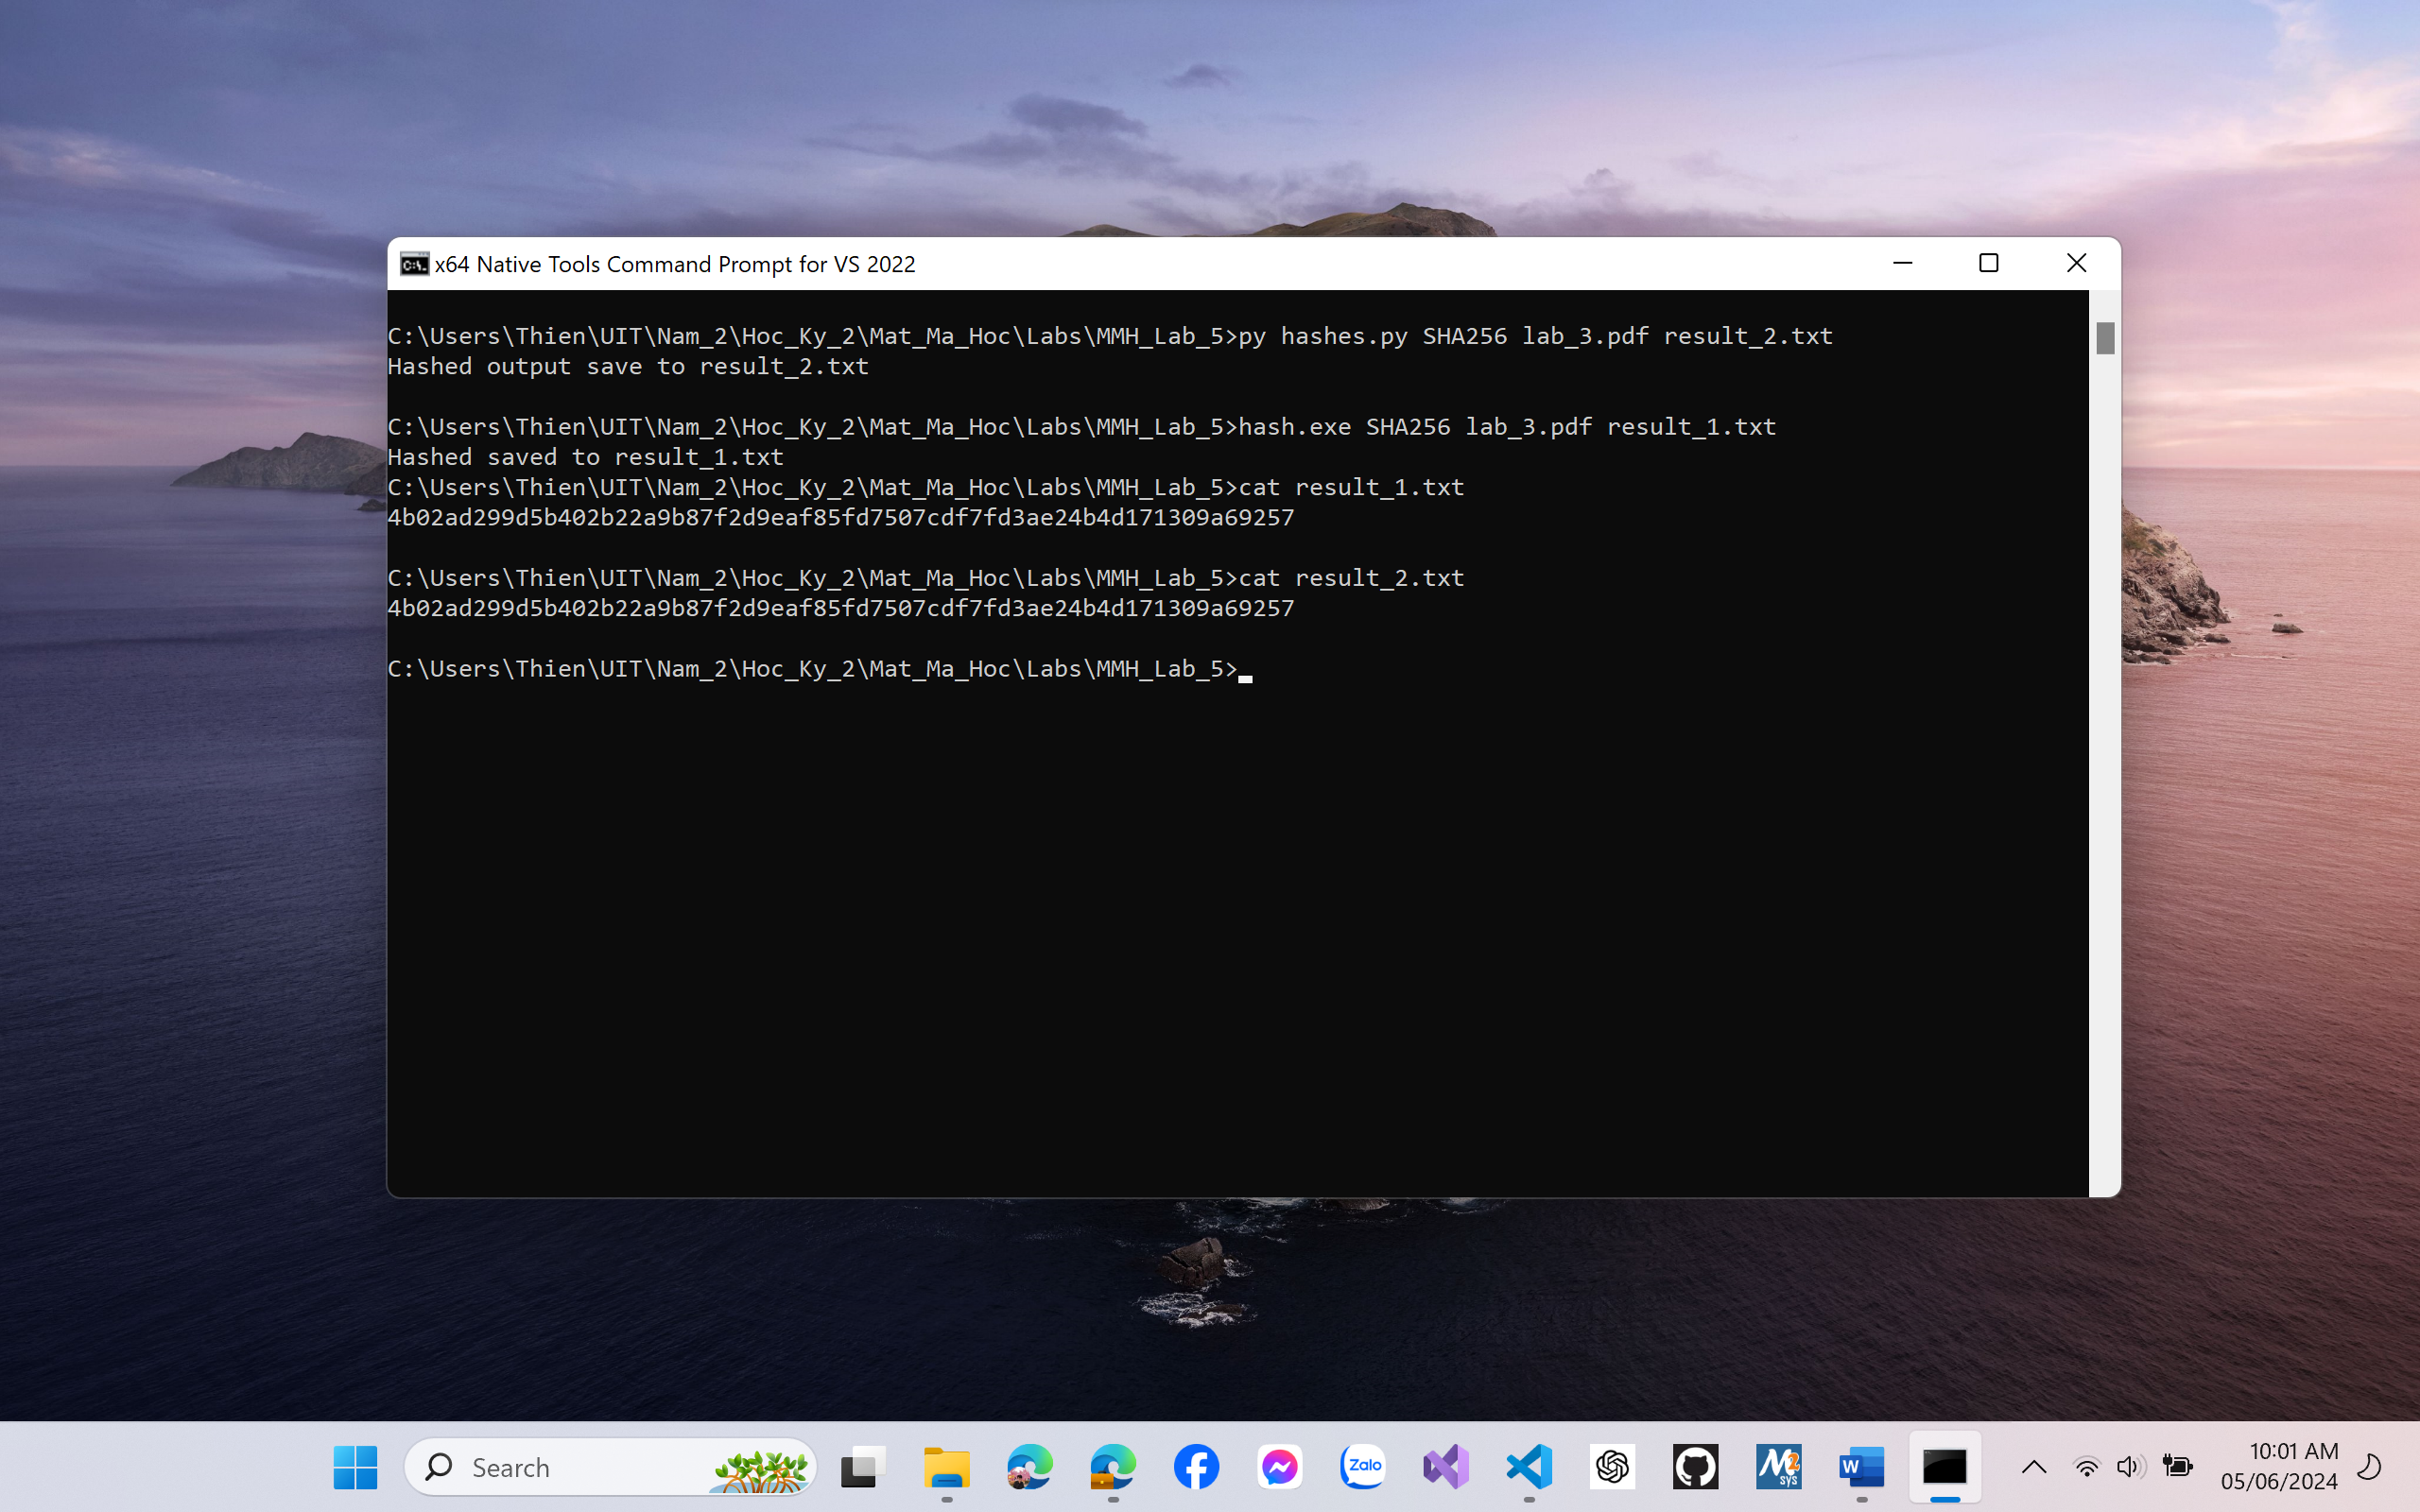 x64 Native Tools Command Prompt for VS 2022
C:\Users\Thien\UIT\Nam_2\Hoc_Ky_2\Mat_Ma_Hoc\Labs\MMH_Lab_5>py hashes.py SHA256 lab_3.pdf result_2.txt
Hashed output save to result_2.txt
C:\Users\Thien\UIT\Nam_2\Hoc_Ky_2\Mat_Ma_Hoc\Labs\MMH_Lab_5>hash.exe SHA256 lab_3.pdf result_1.txt
Hashed saved to result_1.txt
C:\Users\Thien\UIT\Nam_2\Hoc_Ky_2\Mat_Ma_Hoc\Labs\MMH_Lab_5>cat result_1.txt
4b02ad299d5b402b22a9b87f2d9eaf85fd7507cdf7fd3ae24b4d171309a69257
C:\Users\Thien\UIT\Nam_2\Hoc_Ky_2\Mat_Ma_Hoc\Labs\MMH_Lab_5>cat result_2.txt
4b02ad299d5b402b22a9b87f2d9eaf85fd7507cdf7fd3ae24b4d171309a69257
C:\Users\Thien\UIT\Nam_2\Hoc_Ky_2\Mat_Ma_Hoc\Labs\MMH_Lab_5>
Search
Zalo
M2 sys
W
10:01 AM
05/06/2024